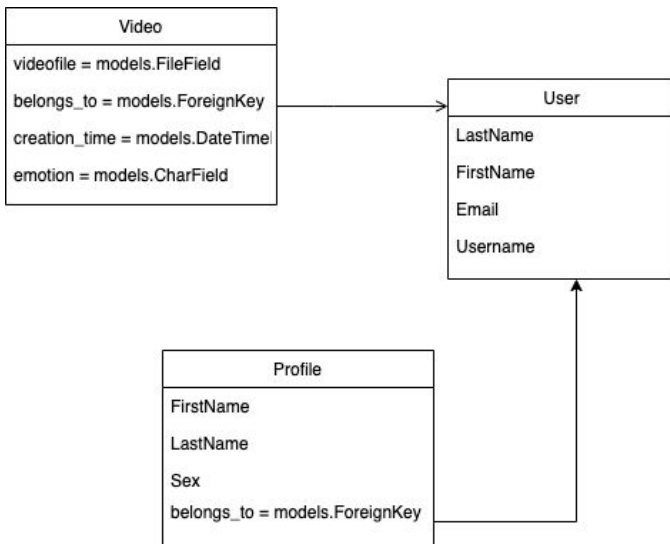 Video
videofile = models.FileField
belongs_to = models.ForeignKey
creation_time = models.DateTimel
emotion = models.CharField
User
LastName
FirstName
Email
Username
Profile
FirstName
LastName
Sex
belongs_to = models.ForeignKey